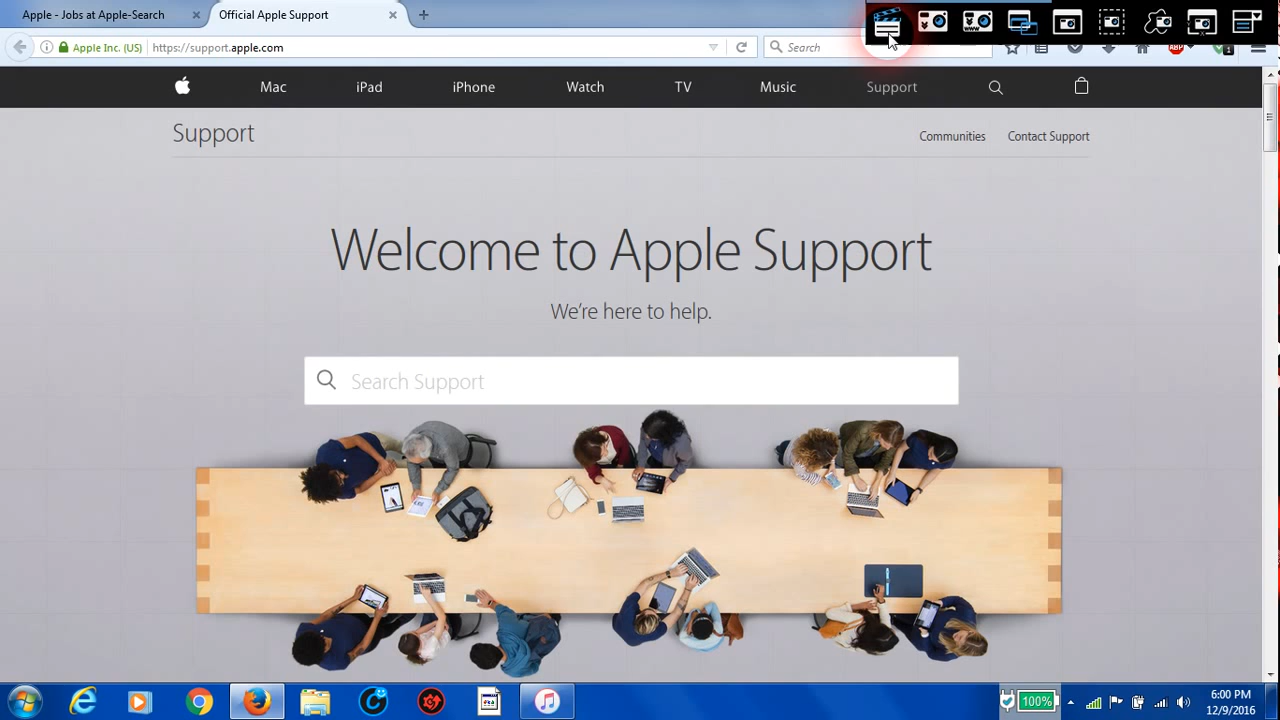 Apple - Jobs at Apple-Search
Official Apple Support
Apple Inc. (US)
https://support.apple.com
Search
ABP
1
Mac
iPad
iPhone
Watch
TV
Music
Support
Support
Communities
Contact Support
Welcome to Apple Support
We're here to help.
Search Support
100%
6:00 PM
12/9/2016